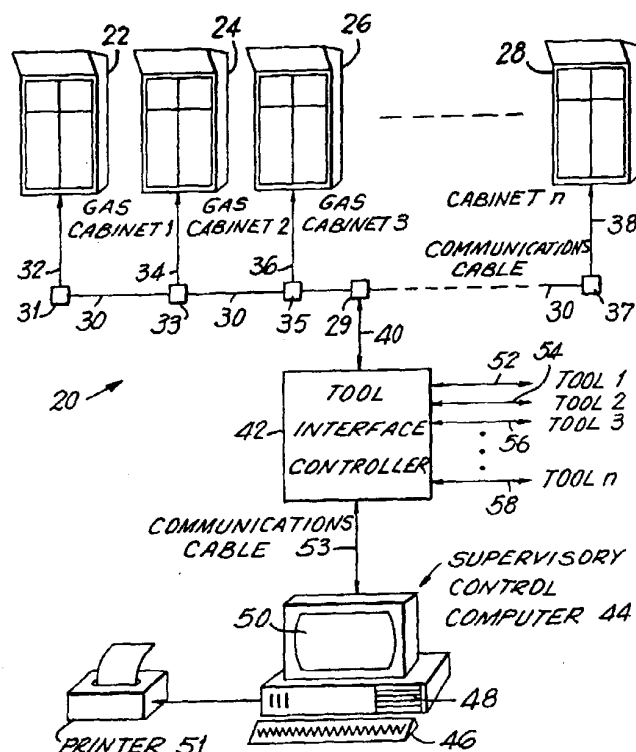 22
24
26
28
GAS
CABINET 1
GAS
CABINET 2
GAS
CABINET 3
CABINET n
COMMUNICATIONS
CABLE
32
34
36
38
31
30
33
30
35
29
30
37
40
20
42
TOOL
INTERFACE
CONTROLLER
52
54
TOOL 1
TOOL 2
TOOL 3
56
TOOL n
58
COMMUNICATIONS
CABLE 53
SUPERVISORY
CONTROL
COMPUTER 44
50
48
46
PRINTER 51